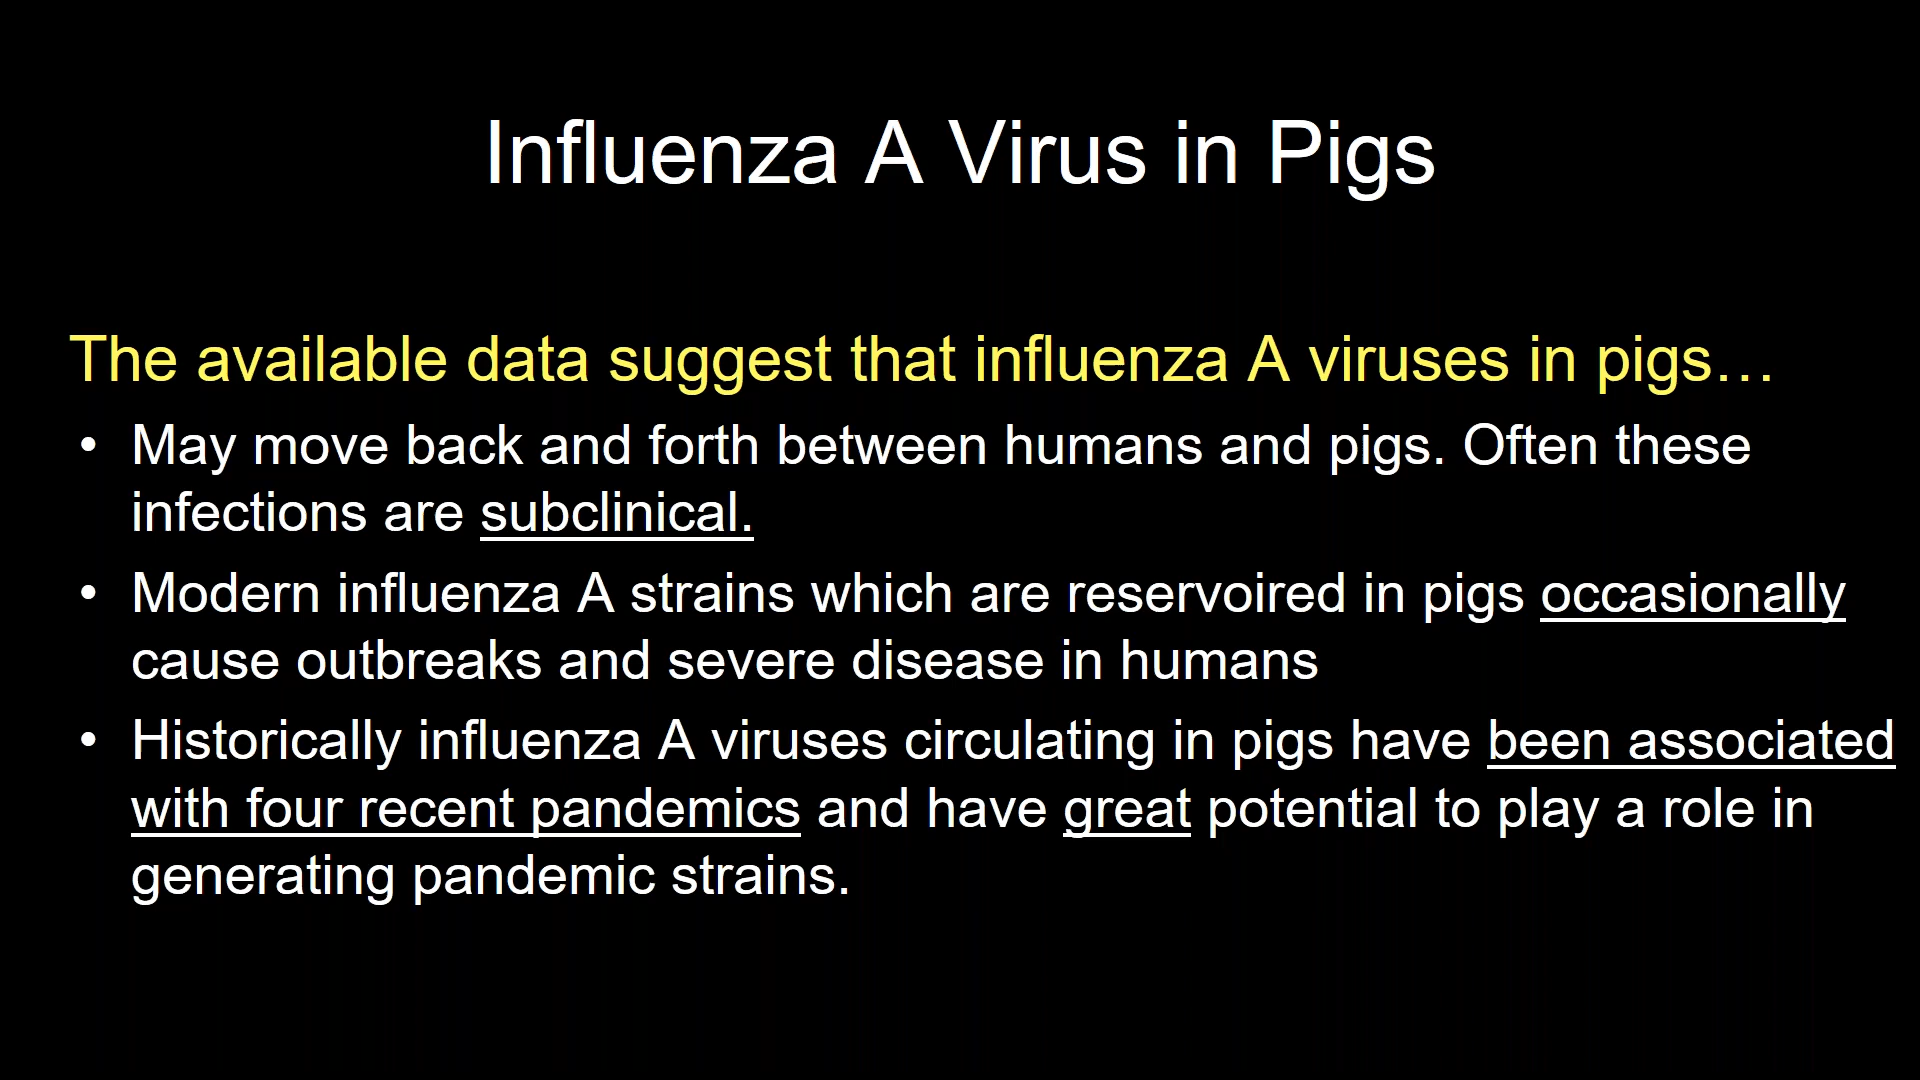 Influenza A Virus in Pigs
The available data suggest that influenza A viruses in pigs…
• May move back and forth between humans and pigs. Often these
infections are subclinical.
• Modern influenza A strains which are reservoired in pigs occasionally
cause outbreaks and severe disease in humans
• Historically influenza A viruses circulating in pigs have been associated
with four recent pandemics and have great potential to play a role in
generating pandemic strains.